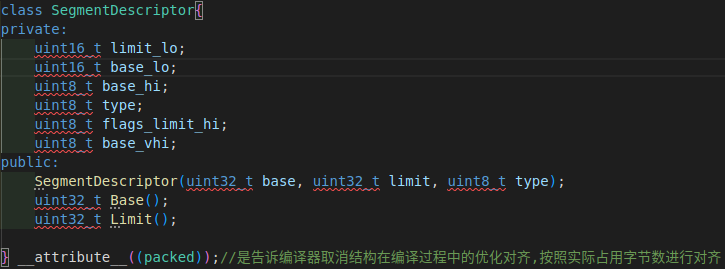 class SegmentDescriptor{
private:
    uint16_t limit_lo;
    uint16_t base_lo;
    uint8_t base_hi;
    uint8_t type;
    uint8_t flags_limit_hi;
    uint8_t base_vhi;
public:
    SegmentDescriptor(uint32_t base, uint32_t limit, uint8_t type);
    uint32_t Base();
    uint32_t Limit();
} __attribute__((packed));//是告诉编译器取消结构在编译过程中的优化对齐,按照实际占用字节数进行对齐